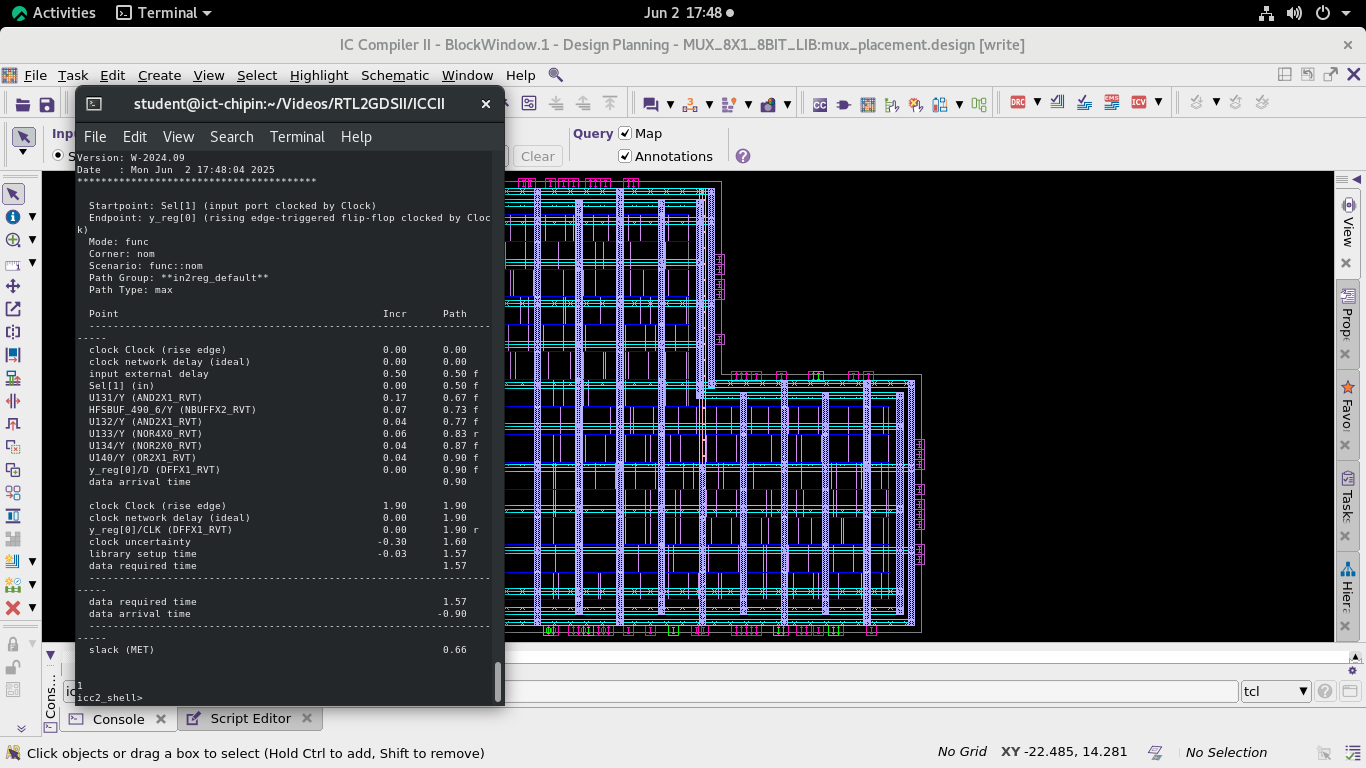 Activities
Terminal
Jun 2 17:48
IC Compiler II - BlockWindow.1 - Design Planning - MUX_8X1_8BIT_LIB:mux_placement.design [write]
File Task Edit Create View Select Highlight Schematic Window Help
student@ict-chipin:~/Videos/RTL2GDSII/ICCII
File Edit View Search Terminal Help
DRC
EMS
ICV
Query
Map
Annotations
Clear
Version: W-2024.09
Date   : Mon Jun  2 17:48:04 2025
****************************************
Startpoint: Sel[1] (input port clocked by Clock)
Endpoint: y_reg[0] (rising edge-triggered flip-flop clocked by Cloc
k)
Mode: func
Corner: nom
Scenario: func::nom
Path Group: **in2reg_default**
Path Type: max
Point Incr Path
---------------------------------------------------------------------
-----
clock Clock (rise edge) 0.00 0.00
clock network delay (ideal) 0.00 0.00
input external delay 0.50 0.50 f
Sel[1] (in) 0.00 0.50 f
U131/Y (AND2X1_RVT) 0.17 0.67 f
HFSBUF_490_6/Y (NBUFFX2_RVT) 0.07 0.73 f
U132/Y (AND2X1_RVT) 0.04 0.77 f
U133/Y (NOR4X0_RVT) 0.06 0.83 r
U134/Y (NOR2X0_RVT) 0.04 0.87 f
U140/Y (OR2X1_RVT) 0.04 0.90 f
y_reg[0]/D (DFFX1_RVT) 0.00 0.90 f
data arrival time 0.90
clock Clock (rise edge) 1.90 1.90
clock network delay (ideal) 0.00 1.90
y_reg[0]/CLK (DFFX1_RVT) 0.00 1.90 r
clock uncertainty -0.30 1.60
library setup time -0.03 1.57
data required time 1.57
---------------------------------------------------------------------
-----
data required time 1.57
data arrival time -0.90
---------------------------------------------------------------------
-----
slack (MET) 0.66
1
icc2_shell>
View
Favo
Tasks
Hiera
Cons...
tcl
Console
Script Editor
Click objects or drag a box to select (Hold Ctrl to add, Shift to remove)
No Grid
XY -22.485, 14.281
No Selection